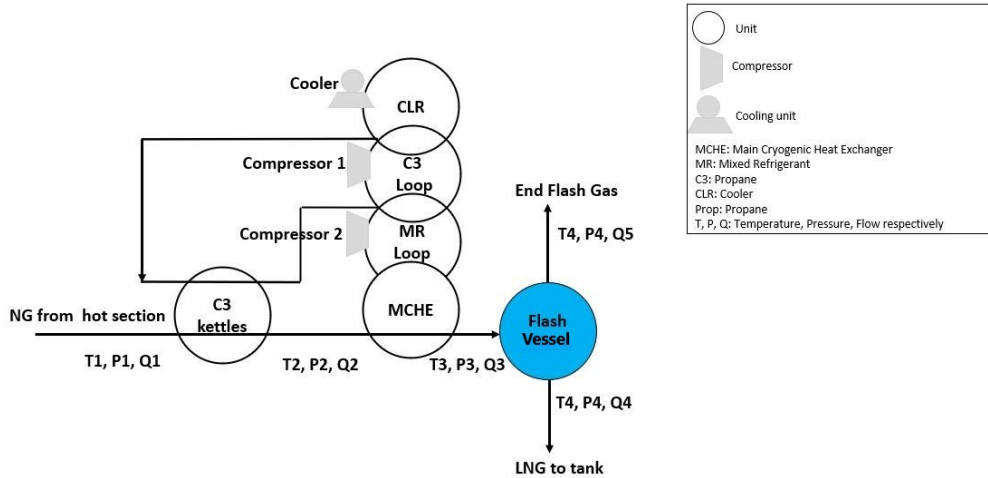 Cooler
CLR
Compressor 1
C3
Loop
Compressor 2
MR
Loop
NG from hot section
C3
kettles
MCHE
T1, P1, Q1
T2, P2, Q2
T3, P3, Q3
End Flash Gas
T4, P4, Q5
Flash
Vessel
T4, P4, Q4
LNG to tank
Unit
Compressor
Cooling unit
MCHE: Main Cryogenic Heat Exchanger
MR: Mixed Refrigerant
C3: Propane
CLR: Cooler
Prop: Propane
T, P, Q: Temperature, Pressure, Flow respectively